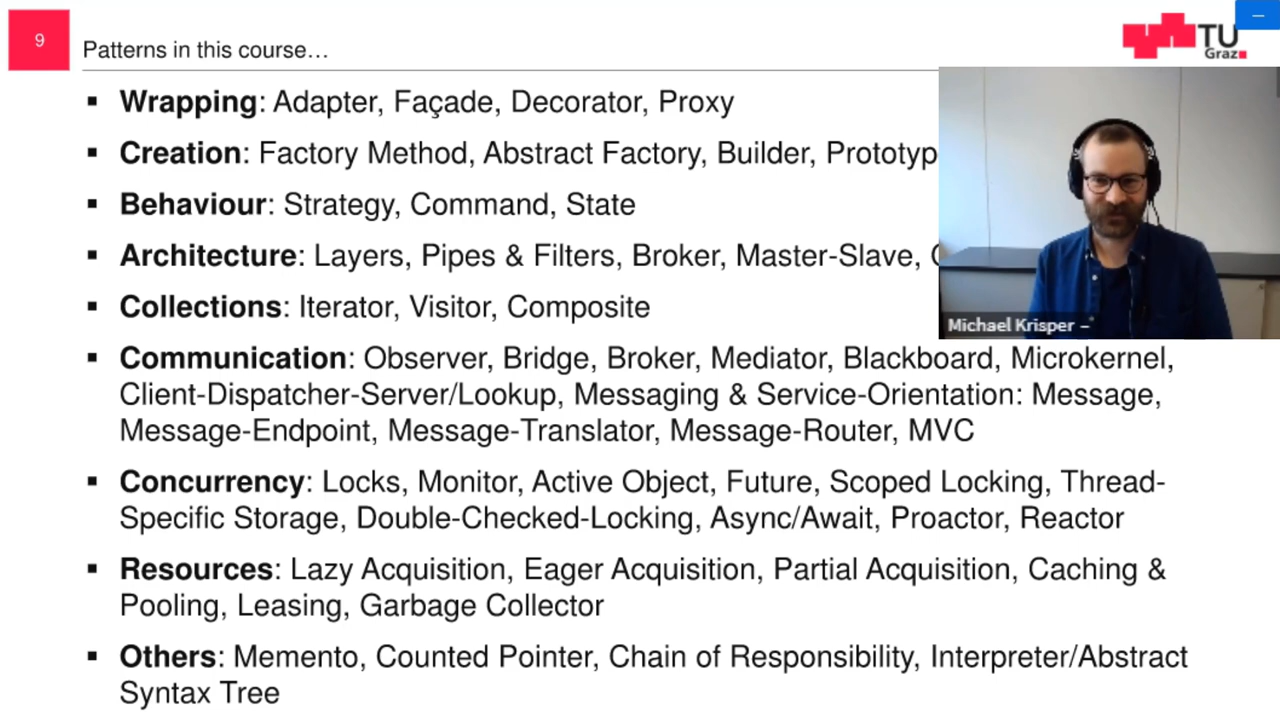 9
Patterns in this course…
TU
Graz
▪ Wrapping: Adapter, Façade, Decorator, Proxy
▪ Creation: Factory Method, Abstract Factory, Builder,
▪ Behaviour: Strategy, Command, State
▪ Architecture: Layers, Pipes & Filters, Broker, Master-Slave,
▪ Collections: Iterator, Visitor, Composite
Michael Krisper –
▪ Communication: Observer, Bridge, Broker, Mediator, Blackboard, Microkernel,
Client-Dispatcher-Server/Lookup, Messaging & Service-Orientation: Message,
Message-Endpoint, Message-Translator, Message-Router, MVC
▪ Concurrency: Locks, Monitor, Active Object, Future, Scoped Locking, Thread-
Specific Storage, Double-Checked-Locking, Async/Await, Proactor, Reactor
▪ Resources: Lazy Acquisition, Eager Acquisition, Partial Acquisition, Caching &
Pooling, Leasing, Garbage Collector
▪ Others: Memento, Counted Pointer, Chain of Responsibility, Interpreter/Abstract
Syntax Tree